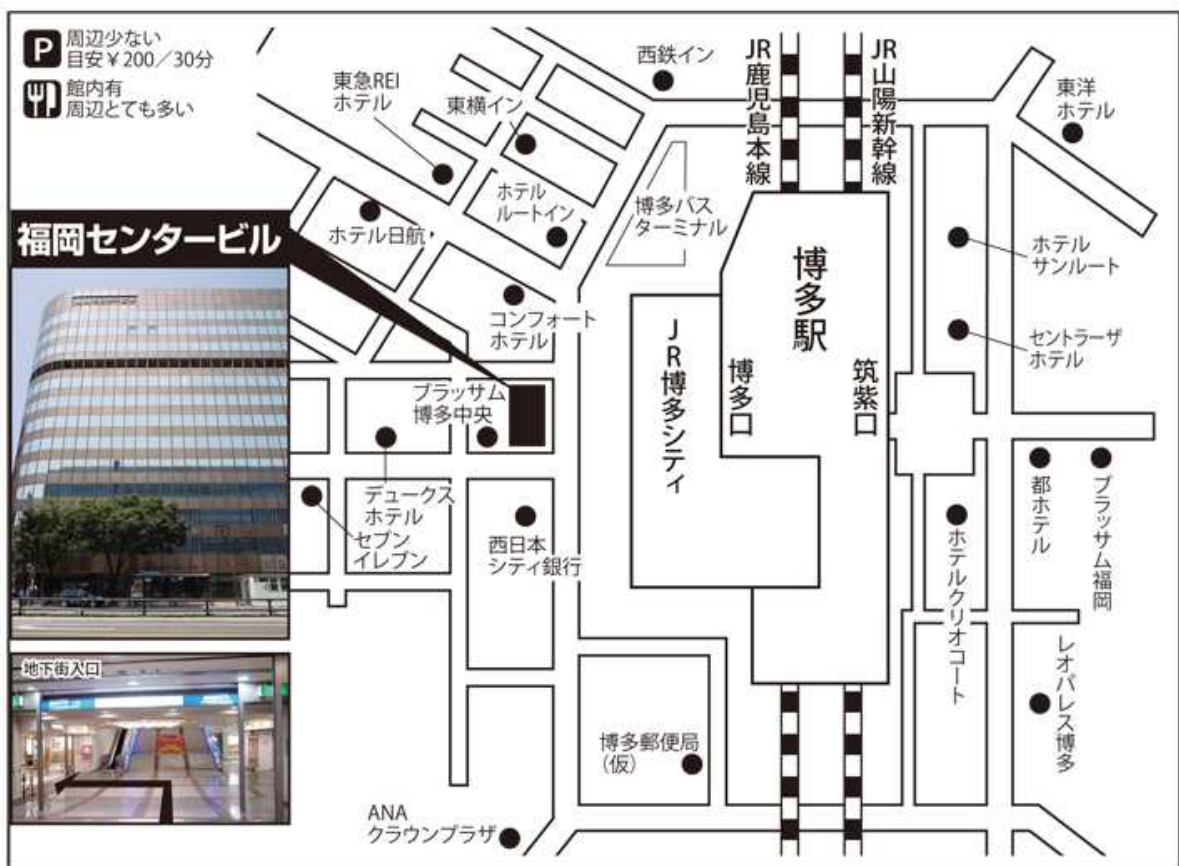 P 周辺少ない
目安￥200／30分
館内有
周辺とても多い
福岡センタービル
地下街入口
東急REI
ホテル
東横イン
西鉄イン
JR鹿児島本線
JR山陽新幹線
東洋
ホテル
ホテル
ルートイン
ホテル日航
博多バス
ターミナル
コンフォート
ホテル
博多駅
ホテル
サンルート
セントラーザ
ホテル
JR博多シティ
博多口
筑紫口
ブラッサム
博多中央
デュークス
ホテル
セブン
イレブン
西日本
シティ銀行
都ホテル
ブラッサム福岡
ホテルクリオコート
レオパレス博多
博多郵便局
（仮）
ANA
クラウンプラザ